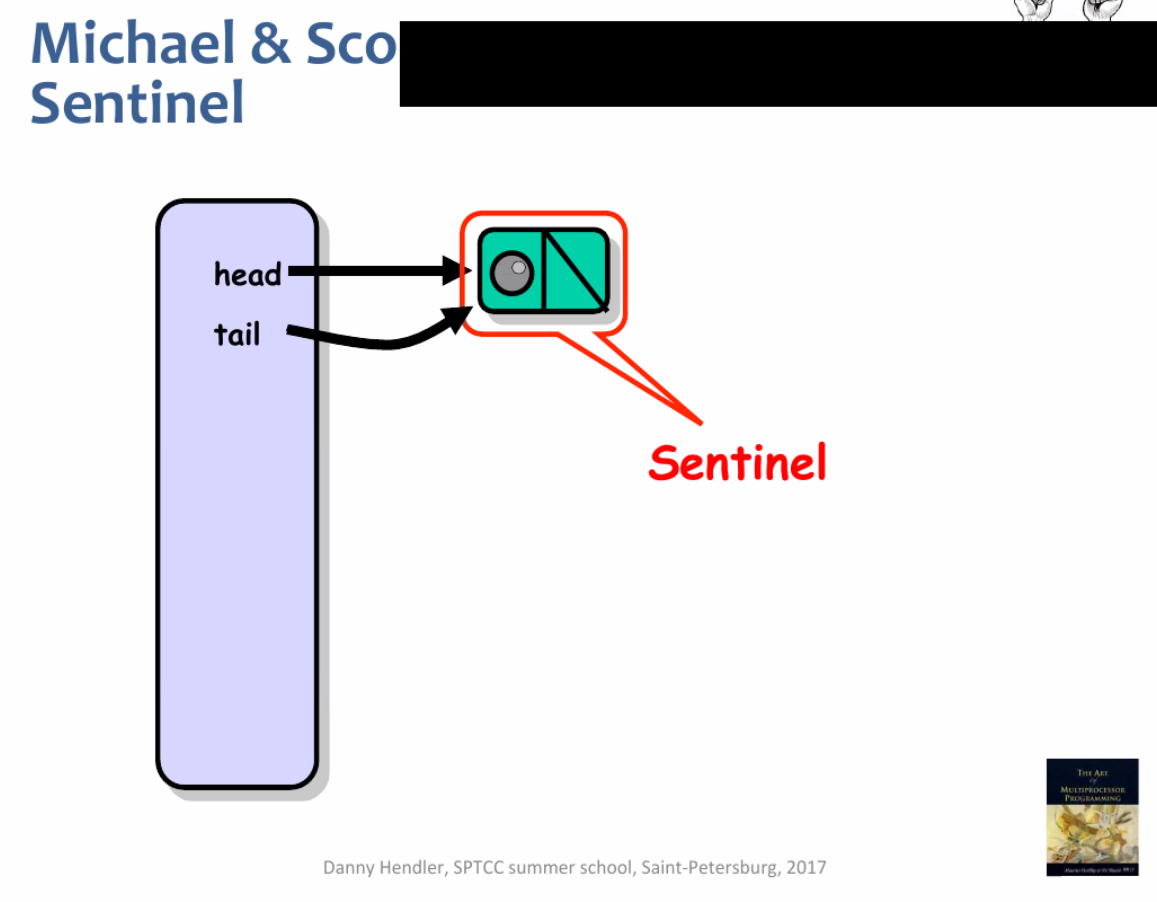 Michael & Sco
Sentinel
head
tail
Sentinel
THE ART
of
MULTIPROCESSOR
PROGRAMMING
Danny Hendler, SPTCC summer school, Saint-Petersburg, 2017